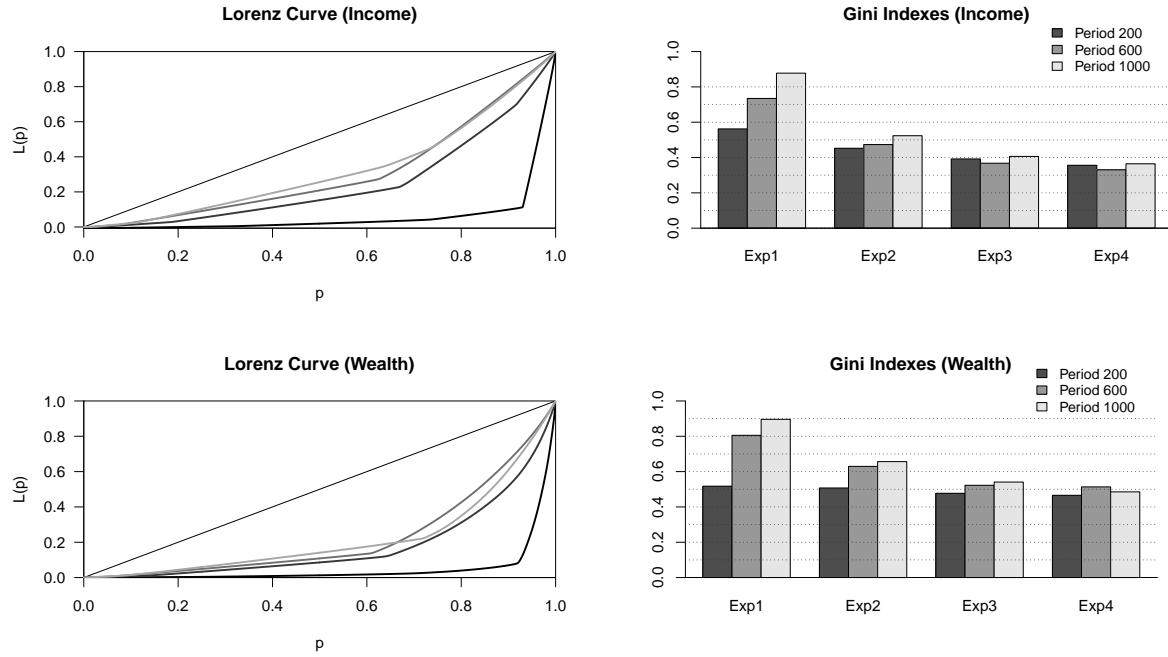 Lorenz Curve (Income)
L(p)
1.0
0.8
0.6
0.4
0.2
0.0
0.0 0.2 0.4 0.6 0.8 1.0
p
Gini Indexes (Income)
Period 200
Period 600
Period 1000
0.8
0.6
0.4
0.2
0.0
Exp1 Exp2 Exp3 Exp4
Lorenz Curve (Wealth)
L(p)
1.0
0.8
0.6
0.4
0.2
0.0
0.0 0.2 0.4 0.6 0.8 1.0
p
Gini Indexes (Wealth)
Period 200
Period 600
Period 1000
1.0
0.8
0.6
0.4
0.2
0.0
Exp1 Exp2 Exp3 Exp4